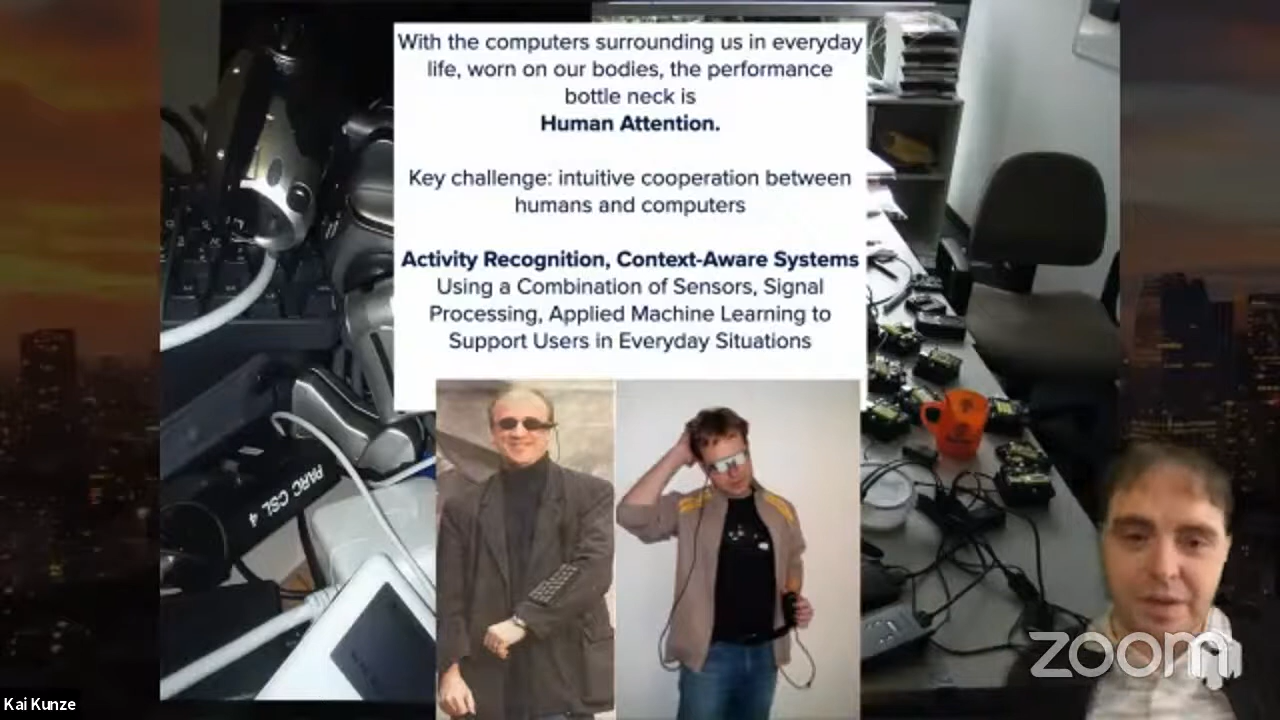 With the computers surrounding us in everyday
life, worn on our bodies, the performance
bottle neck is
Human Attention.
Key challenge: intuitive cooperation between
humans and computers
Activity Recognition, Context-Aware Systems
Using a Combination of Sensors, Signal
Processing, Applied Machine Learning to
Support Users in Everyday Situations
PARC CSL 4
zoom
Kai Kunze